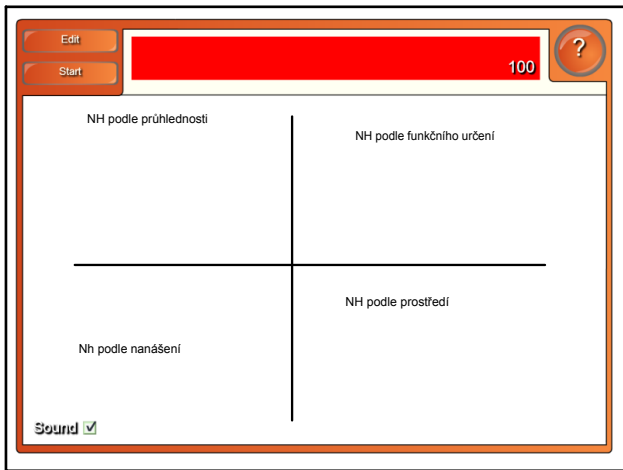 Edit
Start
100
?
NH podle průhlednosti
NH podle funkčního určení
NH podle prostředí
Nh podle nanášení
Sound